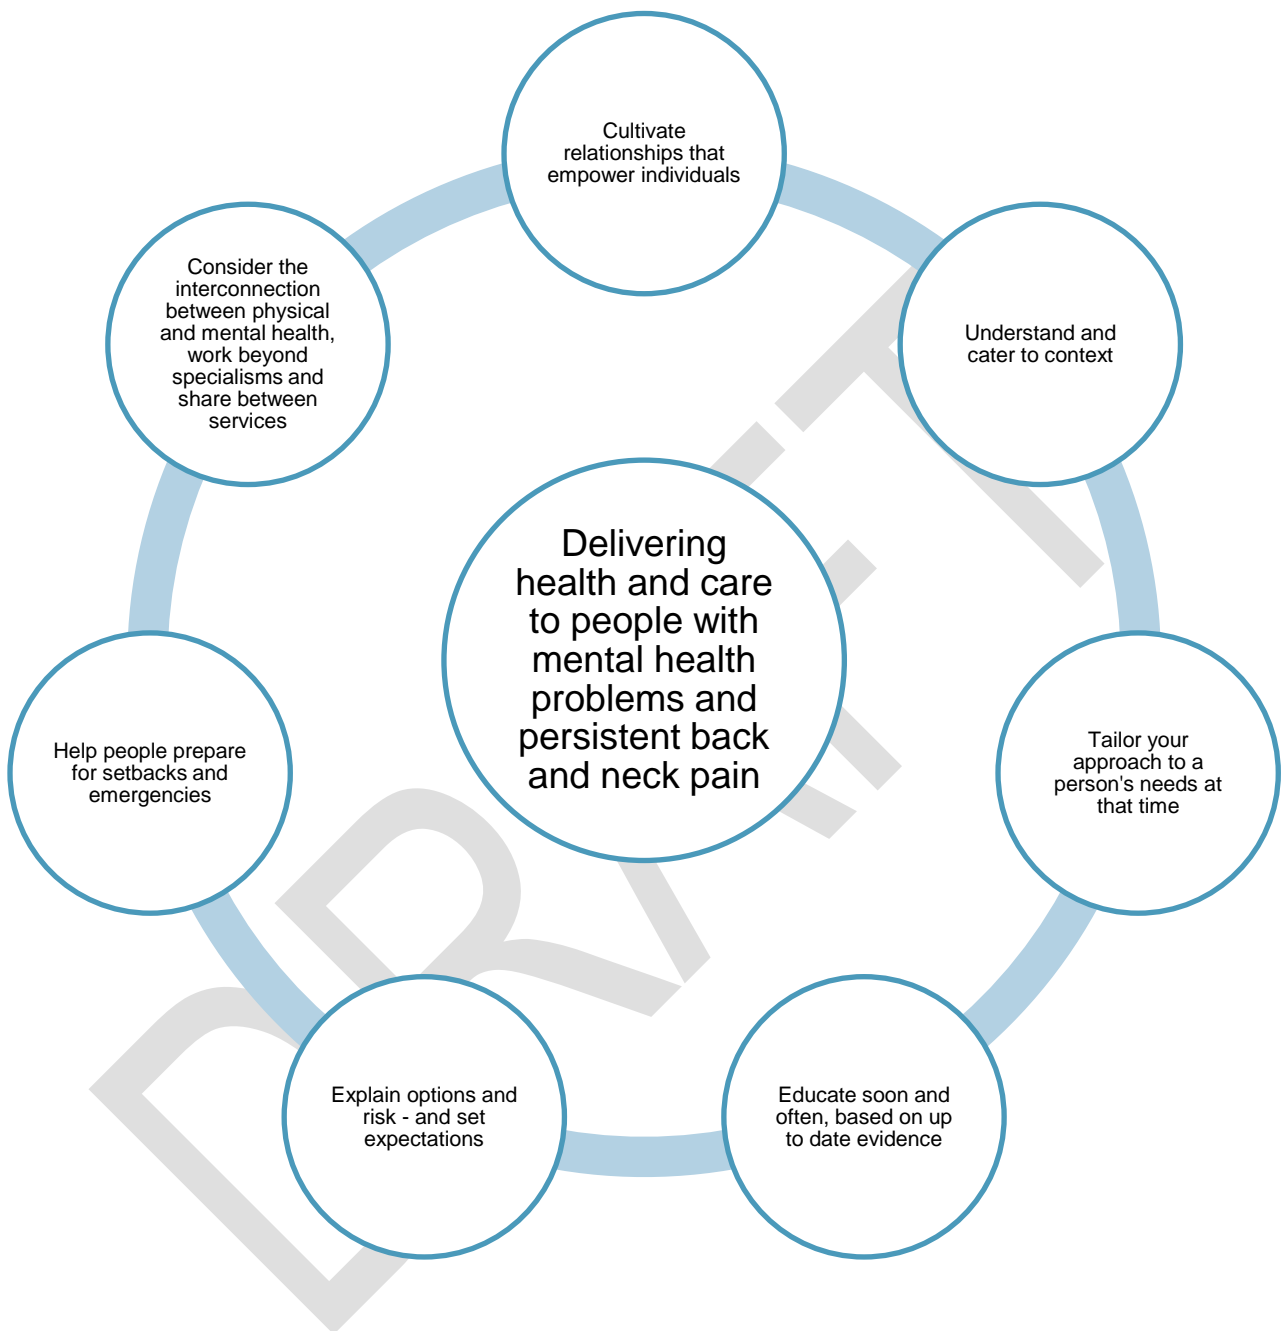 Cultivate
relationships that
empower individuals
Understand and
cater to context
Tailor your
approach to a
person's needs at
that time
Educate soon and
often, based on up
to date evidence
Explain options and
risk - and set
expectations
Help people prepare
for setbacks and
emergencies
Consider the
interconnection
between physical
and mental health,
work beyond
specialisms and
share between
services
Delivering
health and care
to people with
mental health
problems and
persistent back
and neck pain
DRAFT